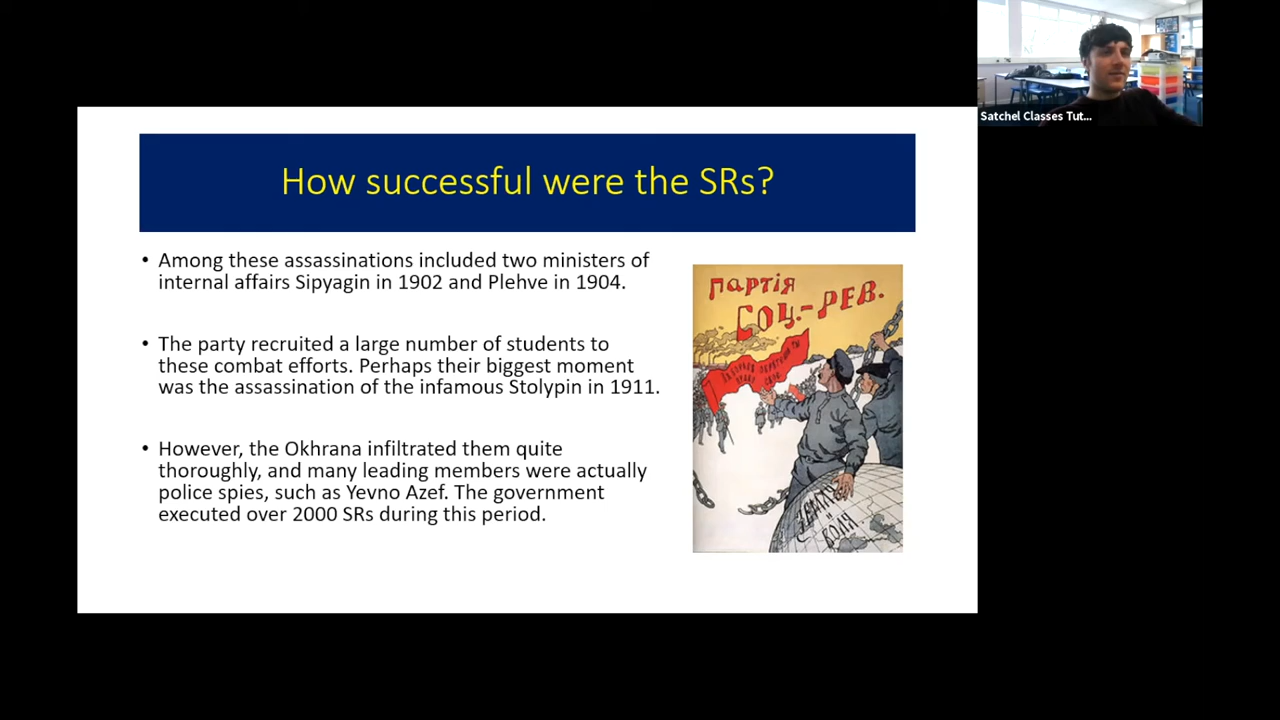 Satchel Classes Tut...
How successful were the SRs?
• Among these assassinations included two ministers of
internal affairs Sipyagin in 1902 and Plehve in 1904.
• The party recruited a large number of students to
these combat efforts. Perhaps their biggest moment
was the assassination of the infamous Stolypin in 1911.
• However, the Okhrana infiltrated them quite
thoroughly, and many leading members were actually
police spies, such as Yevno Azef. The government
executed over 2000 SRs during this period.
Партія
Соц.-Рев.